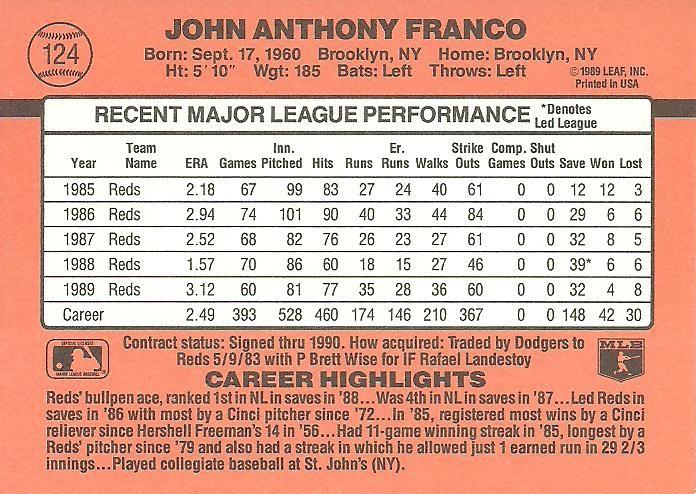 124
JOHN ANTHONY FRANCO
Born: Sept. 17, 1960 Brooklyn, NY Home: Brooklyn, NY
Ht: 5' 10" Wgt: 185 Bats: Left Throws: Left
©1989 LEAF, INC.
Printed in USA
RECENT MAJOR LEAGUE PERFORMANCE *Denotes Led League
Year Team Name ERA Games Inn. Pitched Hits Runs Er. Runs Walks Strike Outs Comp. Games Shut Outs Save Won Lost
1985 Reds 2.18 67 99 83 27 24 40 61 0 0 12 12 3
1986 Reds 2.94 74 101 90 40 33 44 84 0 0 29 6 6
1987 Reds 2.52 68 82 76 26 23 27 61 0 0 32 8 5
1988 Reds 1.57 70 86 60 18 15 27 46 0 0 39* 6 6
1989 Reds 3.12 60 81 77 35 28 36 60 0 0 32 4 8
Career 2.49 393 528 460 174 146 210 367 0 0 148 42 30
Contract status: Signed thru 1990. How acquired: Traded by Dodgers to
Reds 5/9/83 with P Brett Wise for IF Rafael Landestoy
MLB
CAREER HIGHLIGHTS
Reds' bullpen ace, ranked 1st in NL in saves in '88...Was 4th in NL in saves in '87...Led Reds in
saves in '86 with most by a Cinci pitcher since '72...In '85, registered most wins by a Cinci
reliever since Hershell Freeman's 14 in '56...Had 11-game winning streak in '85, longest by a
Reds' pitcher since '79 and also had a streak in which he allowed just 1 earned run in 29 2/3
innings...Played collegiate baseball at St. John's (NY).